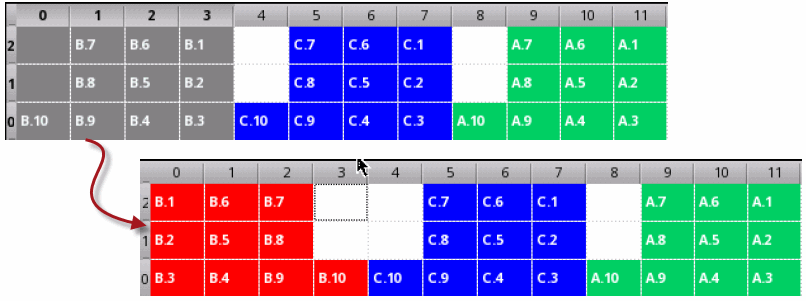 0 1 2 3 4 5 6 7 8 9 10 11
2 B.7 B.6 B.1 C.7 C.6 C.1 A.7 A.6 A.1
1 B.8 B.5 B.2 C.8 C.5 C.2 A.8 A.5 A.2
0 B.10 B.9 B.4 B.3 C.10 C.9 C.4 C.3 A.10 A.9 A.4 A.3
0 1 2 3 4 5 6 7 8 9 10 11
2 B.1 B.6 B.7 C.7 C.6 C.1 A.7 A.6 A.1
1 B.2 B.5 B.8 C.8 C.5 C.2 A.8 A.5 A.2
0 B.3 B.4 B.9 B.10 C.10 C.9 C.4 C.3 A.10 A.9 A.4 A.3